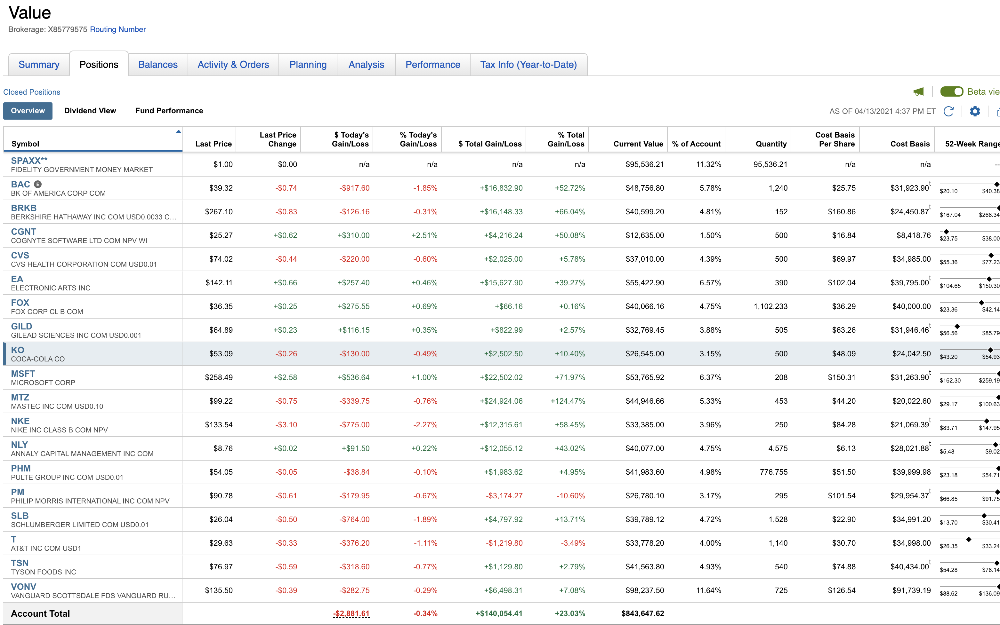 Value
Brokerage: X85779575 Routing Number
Summary Positions Balances Activity & Orders Planning Analysis Performance Tax Info (Year-to-Date)
Closed Positions
Beta vie
Overview Dividend View Fund Performance
AS OF 04/13/2021 4:37 PM ET
Symbol Last Price Last Price Change $ Today's Gain/Loss % Today's Gain/Loss $ Total Gain/Loss % Total Gain/Loss Current Value % of Account Quantity Cost Basis Per Share Cost Basis 52-Week Range
SPAXX** $1.00 $0.00 n/a n/a n/a n/a $95,536.21 11.32% 95,536.21 n/a n/a --
FIDELITY GOVERNMENT MONEY MARKET
BAC E $39.32 -$0.74 -$917.60 -1.85% +$16,832.90 +52.72% $48,756.80 5.78% 1,240 $25.75 $31,923.90t
BK OF AMERICA CORP COM $20.10 $40.38
BRKB $267.10 -$0.83 -$126.16 -0.31% +$16,148.33 +66.04% $40,599.20 4.81% 152 $160.86 $24,450.87t
BERKSHIRE HATHAWAY INC COM USD0.0033 C... $167.04 $268.34
CGNT $25.27 +$0.62 +$310.00 +2.51% +$4,216.24 +50.08% $12,635.00 1.50% 500 $16.84 $8,418.76
COGNYTE SOFTWARE LTD COM NPV WI $23.75 $38.00
CVS $74.02 -$0.44 -$220.00 -0.60% +$2,025.00 +5.78% $37,010.00 4.39% 500 $69.97 $34,985.00
CVS HEALTH CORPORATION COM USD0.01 $55.36 $77.23
EA $142.11 +$0.66 +$257.40 +0.46% +$15,627.90 +39.27% $55,422.90 6.57% 390 $102.04 $39,795.00t
ELECTRONIC ARTS INC $104.65 $150.30
FOX $36.35 +$0.25 +$275.55 +0.69% +$66.16 +0.16% $40,066.16 4.75% 1,102.233 $36.29 $40,000.00
FOX CORP CL B COM $23.36 $42.14
GILD $64.89 +$0.23 +$116.15 +0.35% +$822.99 +2.57% $32,769.45 3.88% 505 $63.26 $31,946.46t
GILEAD SCIENCES INC COM USD0.001 $56.56 $85.79
KO $53.09 -$0.26 -$130.00 -0.49% +$2,502.50 +10.40% $26,545.00 3.15% 500 $48.09 $24,042.50
COCA-COLA CO $43.20 $54.93
MSFT $258.49 +$2.58 +$536.64 +1.00% +$22,502.02 +71.97% $53,765.92 6.37% 208 $150.31 $31,263.90t
MICROSOFT CORP $162.30 $259.19
MTZ $99.22 -$0.75 -$339.75 -0.76% +$24,924.06 +124.47% $44,946.66 5.33% 453 $44.20 $20,022.60
MASTEC INC COM USD0.10 $29.17 $100.63
NKE $133.54 -$3.10 -$775.00 -2.27% +$12,315.61 +58.45% $33,385.00 3.96% 250 $84.28 $21,069.39t
NIKE INC CLASS B COM NPV $83.71 $147.95
NLY $8.76 +$0.02 +$91.50 +0.22% +$12,055.12 +43.02% $40,077.00 4.75% 4,575 $6.13 $28,021.88t
ANNALY CAPITAL MANAGEMENT INC COM $5.48 $9.02
PHM $54.05 -$0.05 -$38.84 -0.10% +$1,983.62 +4.95% $41,983.60 4.98% 776.755 $51.50 $39,999.98
PULTE GROUP INC COM USD0.01 $23.18 $54.71
PM $90.78 -$0.61 -$179.95 -0.67% -$3,174.27 -10.60% $26,780.10 3.17% 295 $101.54 $29,954.37t
PHILIP MORRIS INTERNATIONAL INC COM NPV $66.85 $91.75
SLB $26.04 -$0.50 -$764.00 -1.89% +$4,797.92 +13.71% $39,789.12 4.72% 1,528 $22.90 $34,991.20
SCHLUMBERGER LIMITED COM USD0.01 $13.70 $30.41
T $29.63 -$0.33 -$376.20 -1.11% -$1,219.80 -3.49% $33,778.20 4.00% 1,140 $30.70 $34,998.00
AT&T INC COM USD1 $26.35 $33.24
TSN $76.97 -$0.59 -$318.60 -0.77% +$1,129.80 +2.79% $41,563.80 4.93% 540 $74.88 $40,434.00t
TYSON FOODS INC $54.28 $78.14
VONV $135.50 -$0.39 -$282.75 -0.29% +$6,498.31 +7.08% $98,237.50 11.64% 725 $126.54 $91,739.19
VANGUARD SCOTTSDALE FDS VANGUARD RU... $88.62 $136.09
Account Total -$2,881.61 -0.34% +$140,054.41 +23.03% $843,647.62